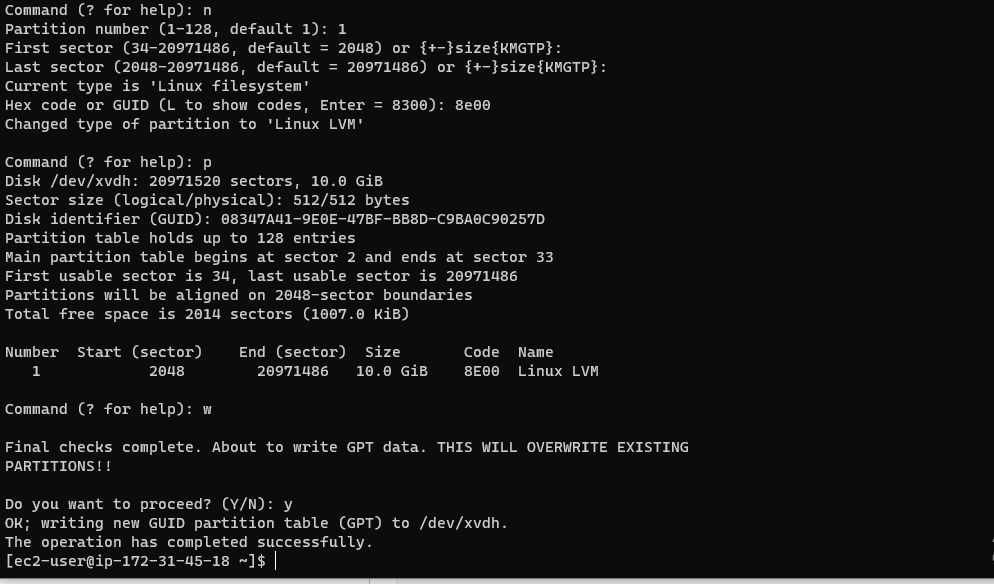 Command (? for help): n
Partition number (1-128, default 1): 1
First sector (34-20971486, default = 2048) or {+-}size{KMGTP}:
Last sector (2048-20971486, default = 20971486) or {+-}size{KMGTP}:
Current type is 'Linux filesystem'
Hex code or GUID (L to show codes, Enter = 8300): 8e00
Changed type of partition to 'Linux LVM'
Command (? for help): p
Disk /dev/xvdh: 20971520 sectors, 10.0 GiB
Sector size (logical/physical): 512/512 bytes
Disk identifier (GUID): 08347A41-9E0E-47BF-BB8D-C9BA0C90257D
Partition table holds up to 128 entries
Main partition table begins at sector 2 and ends at sector 33
First usable sector is 34, last usable sector is 20971486
Partitions will be aligned on 2048-sector boundaries
Total free space is 2014 sectors (1007.0 KiB)
Number  Start (sector)    End (sector)  Size       Code  Name
   1            2048        20971486   10.0 GiB    8E00  Linux LVM
Command (? for help): w
Final checks complete. About to write GPT data. THIS WILL OVERWRITE EXISTING
PARTITIONS!!
Do you want to proceed? (Y/N): y
OK; writing new GUID partition table (GPT) to /dev/xvdh.
The operation has completed successfully.
[ec2-user@ip-172-31-45-18 ~]$